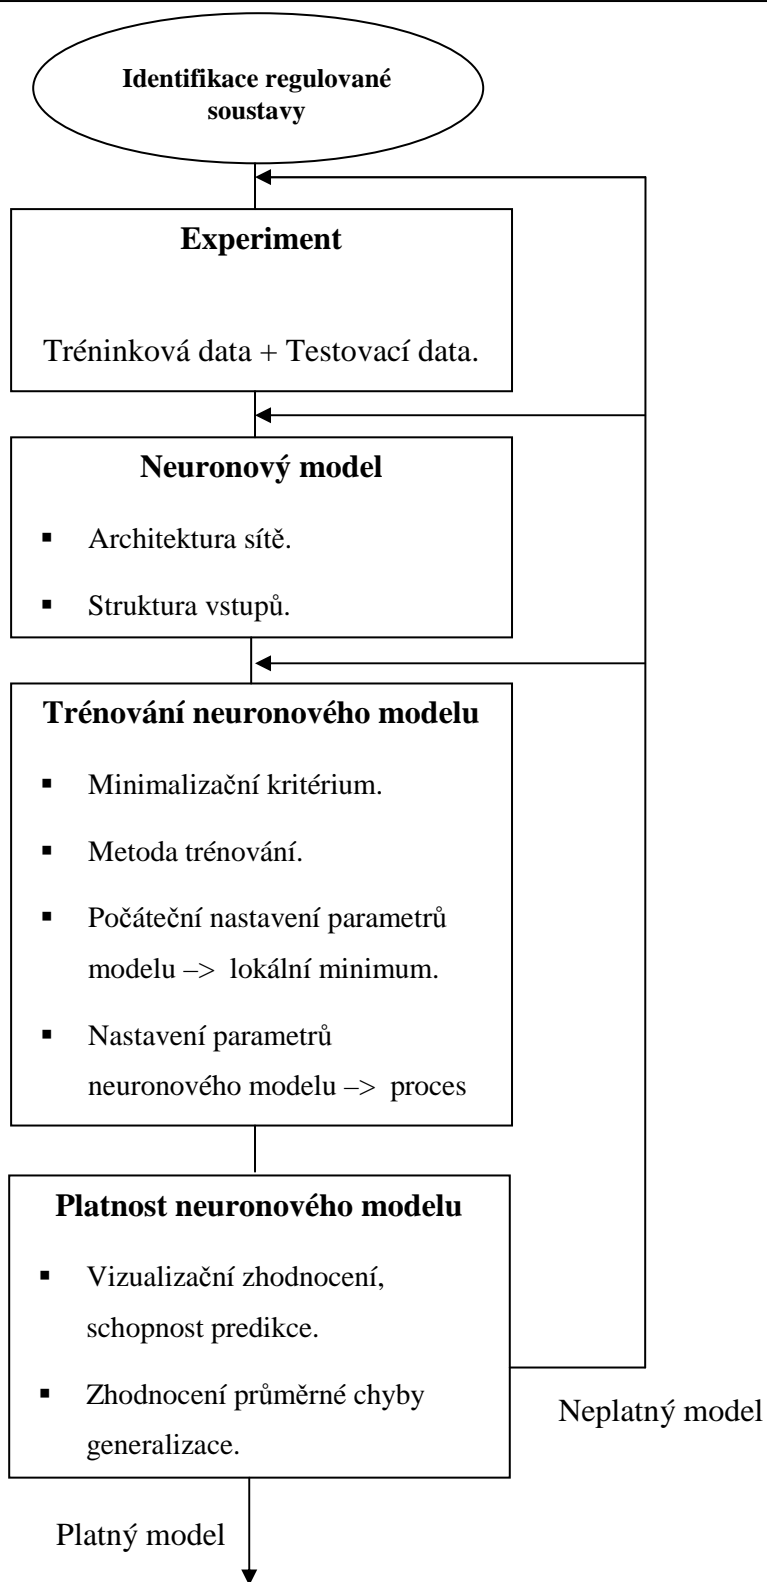 Identifikace regulované
soustavy
Experiment
Tréninková data + Testovací data.
Neuronový model
▪ Architektura sítě.
▪ Struktura vstupů.
Trénování neuronového modelu
▪ Minimalizační kritérium.
▪ Metoda trénování.
▪ Počáteční nastavení parametrů
modelu –> lokální minimum.
▪ Nastavení parametrů
neuronového modelu –> proces
Platnost neuronového modelu
▪ Vizualizační zhodnocení,
schopnost predikce.
▪ Zhodnocení průměrné chyby
generalizace.
Neplatný model
Platný model